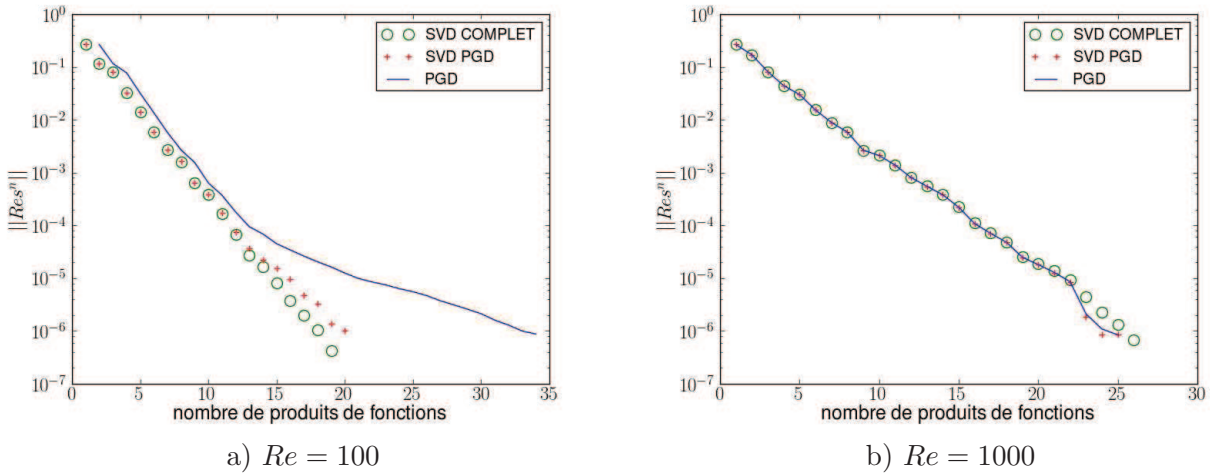 10^0
10^{-1}
10^{-2}
10^{-3}
10^{-4}
10^{-5}
10^{-6}
10^{-7}
||Res^n||
SVD COMPLET
SVD PGD
PGD
0 5 10 15 20 25 30 35
nombre de produits de fonctions
a) Re = 100
10^0
10^{-1}
10^{-2}
10^{-3}
10^{-4}
10^{-5}
10^{-6}
10^{-7}
||Res^n||
SVD COMPLET
SVD PGD
PGD
0 5 10 15 20 25 30
nombre de produits de fonctions
b) Re = 1000